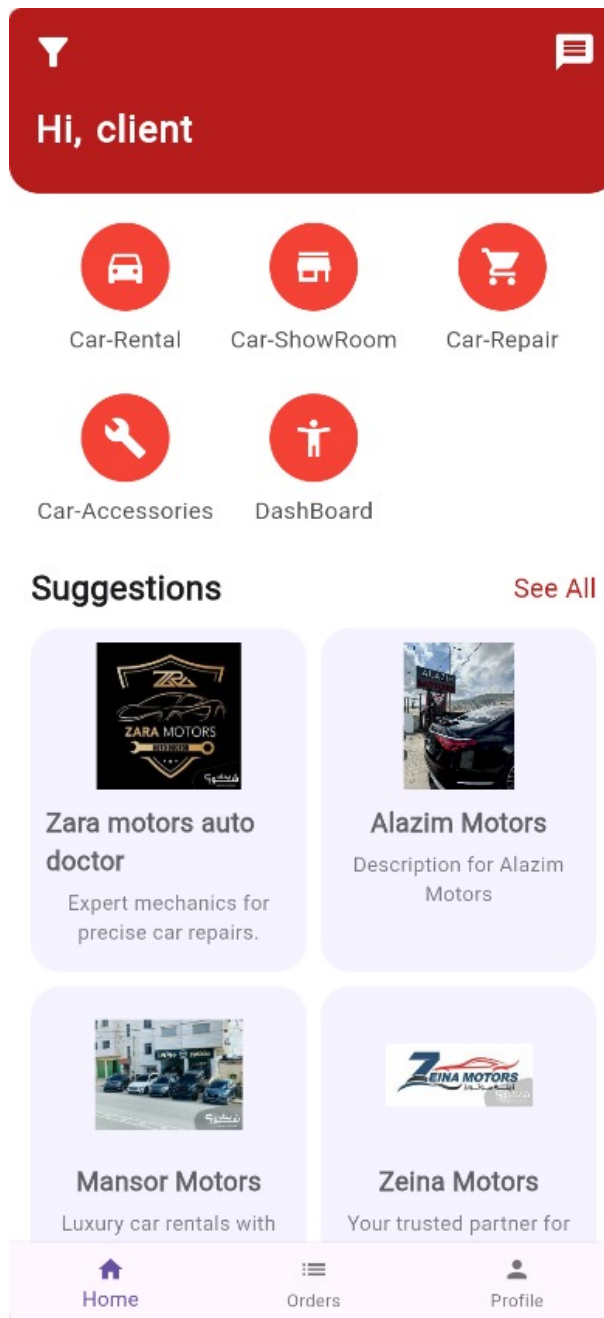 Hi, client
Car-Rental
Car-ShowRoom
Car-Repair
Car-Accessories
DashBoard
Suggestions
See All
ZARA MOTORS
Zara motors auto
doctor
Expert mechanics for
precise car repairs.
ALAZIM
Alazim Motors
Description for Alazim
Motors
Mansor Motors
Luxury car rentals with
ZEINA MOTORS
Zeina Motors
Your trusted partner for
Home
Orders
Profile